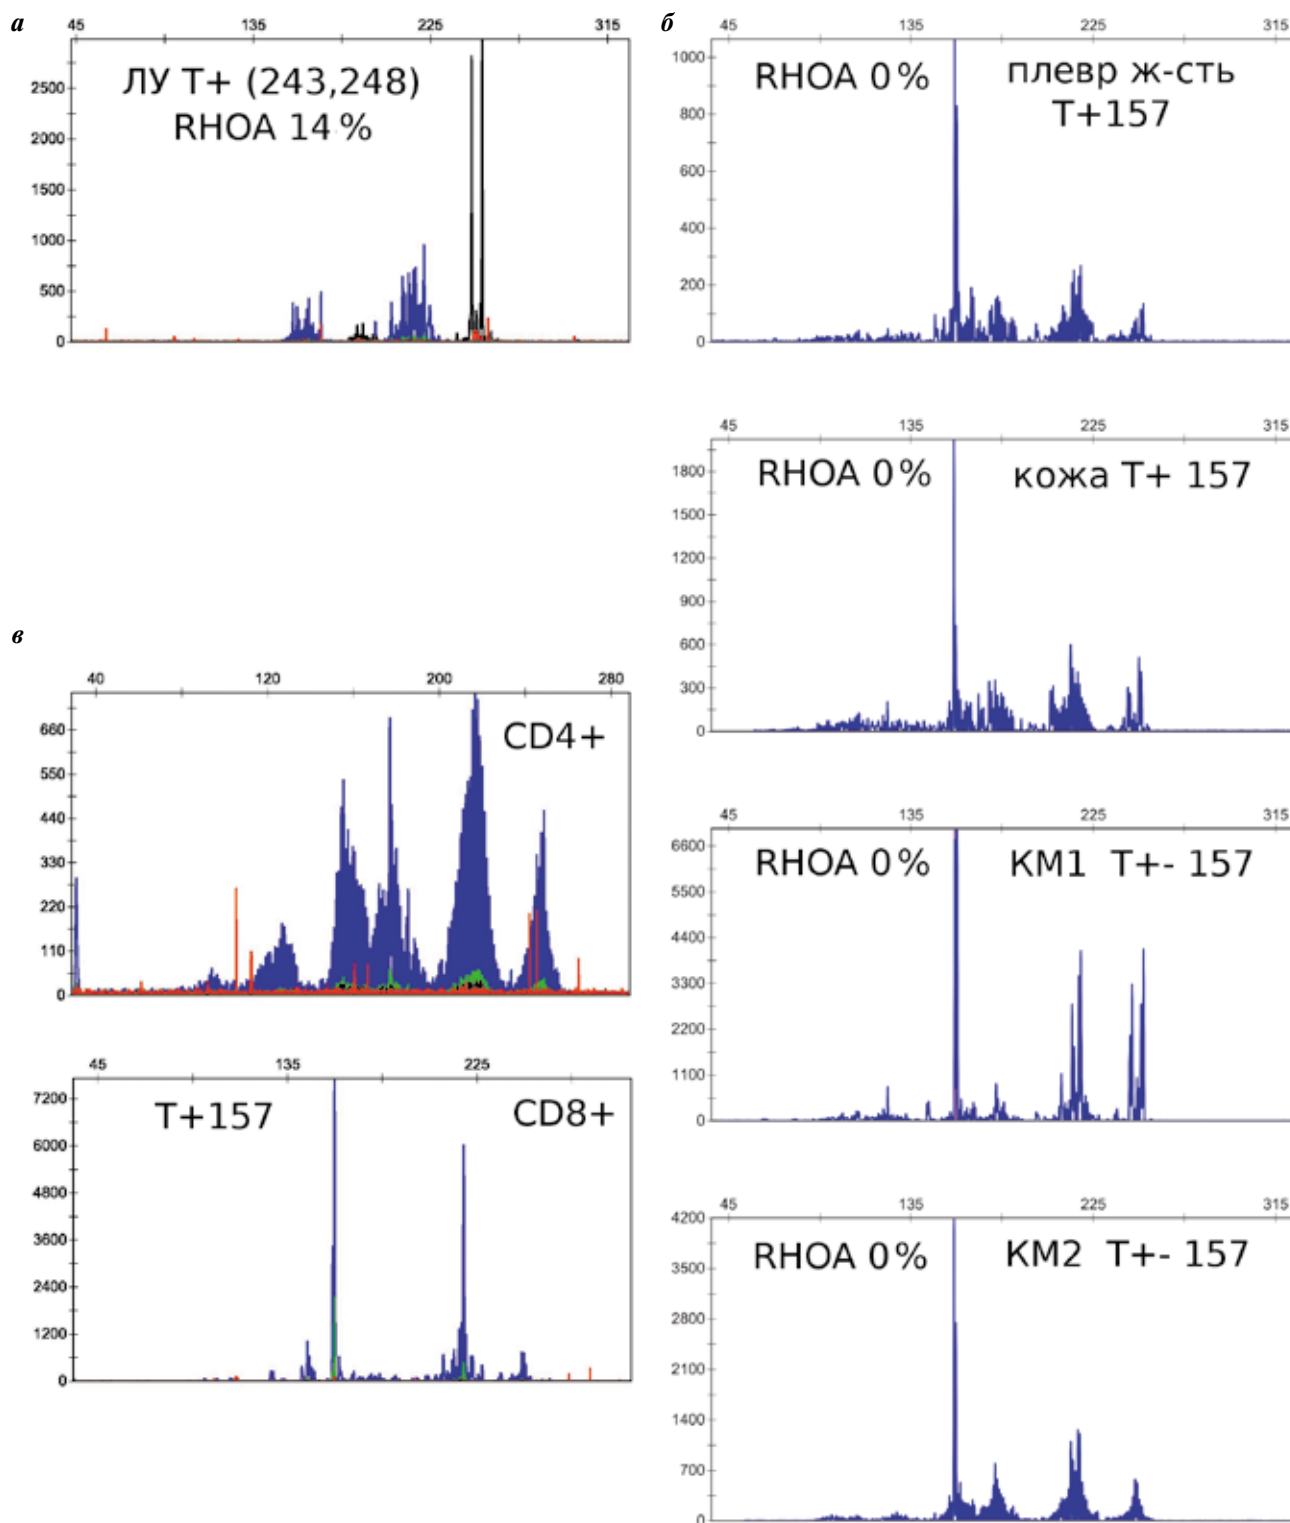 а
45 135 225 315
ЛУ Т+ (243,248)
RHOA 14%
2500
2000
1500
1000
500
0
б
45 135 225 315
RHOA 0% плевр ж-сть
Т+157
1000
800
600
400
200
0
45 135 225 315
RHOA 0% кожа Т+ 157
1800
1500
1200
900
600
300
0
45 135 225 315
RHOA 0% КМ1 Т+- 157
6600
5500
4400
3300
2200
1100
0
45 135 225 315
RHOA 0% КМ2 Т+- 157
4200
3500
2800
2100
1400
700
0
в
40 120 200 280
CD4+
660
550
440
330
220
110
0
45 135 225
Т+157 CD8+
7200
6000
4800
3600
2400
1200
0